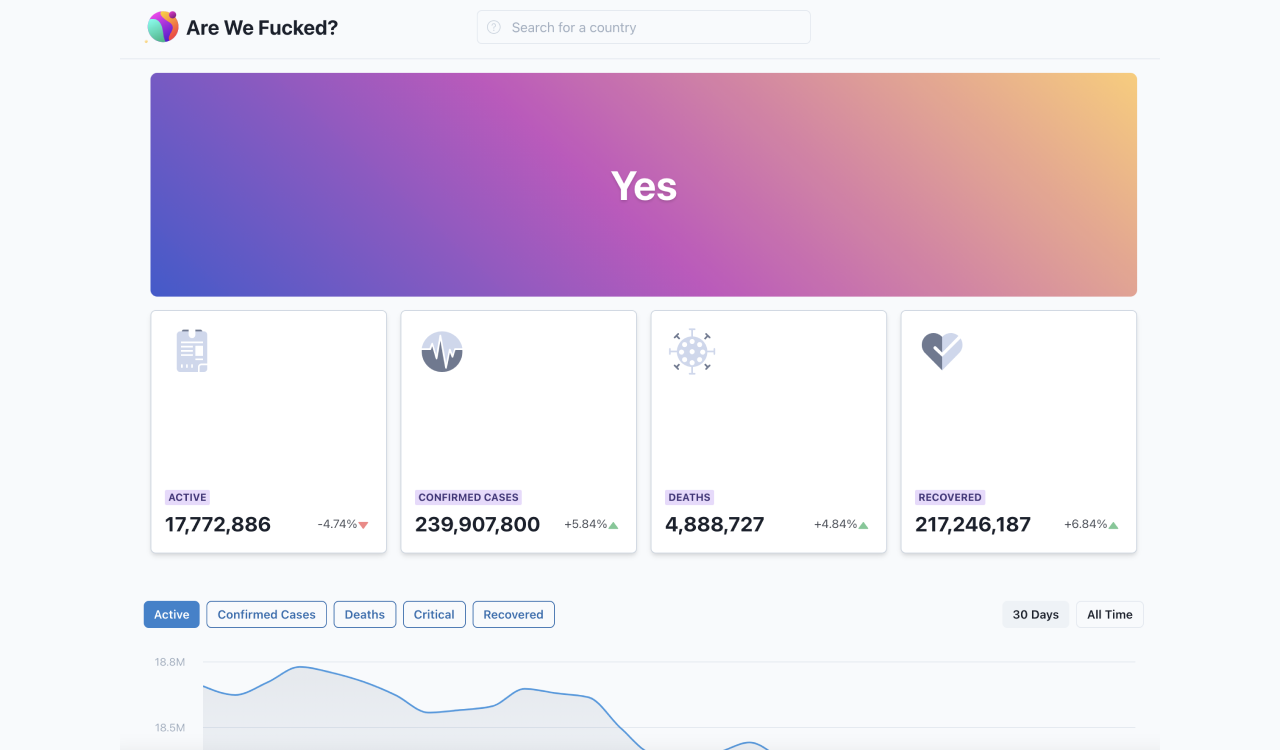 Are We Fucked?
Search for a country
Yes
ACTIVE
17,772,886 -4.74%
CONFIRMED CASES
239,907,800 +5.84%
DEATHS
4,888,727 +4.84%
RECOVERED
217,246,187 +6.84%
Active Confirmed Cases Deaths Critical Recovered 30 Days All Time
18.8M
18.5M